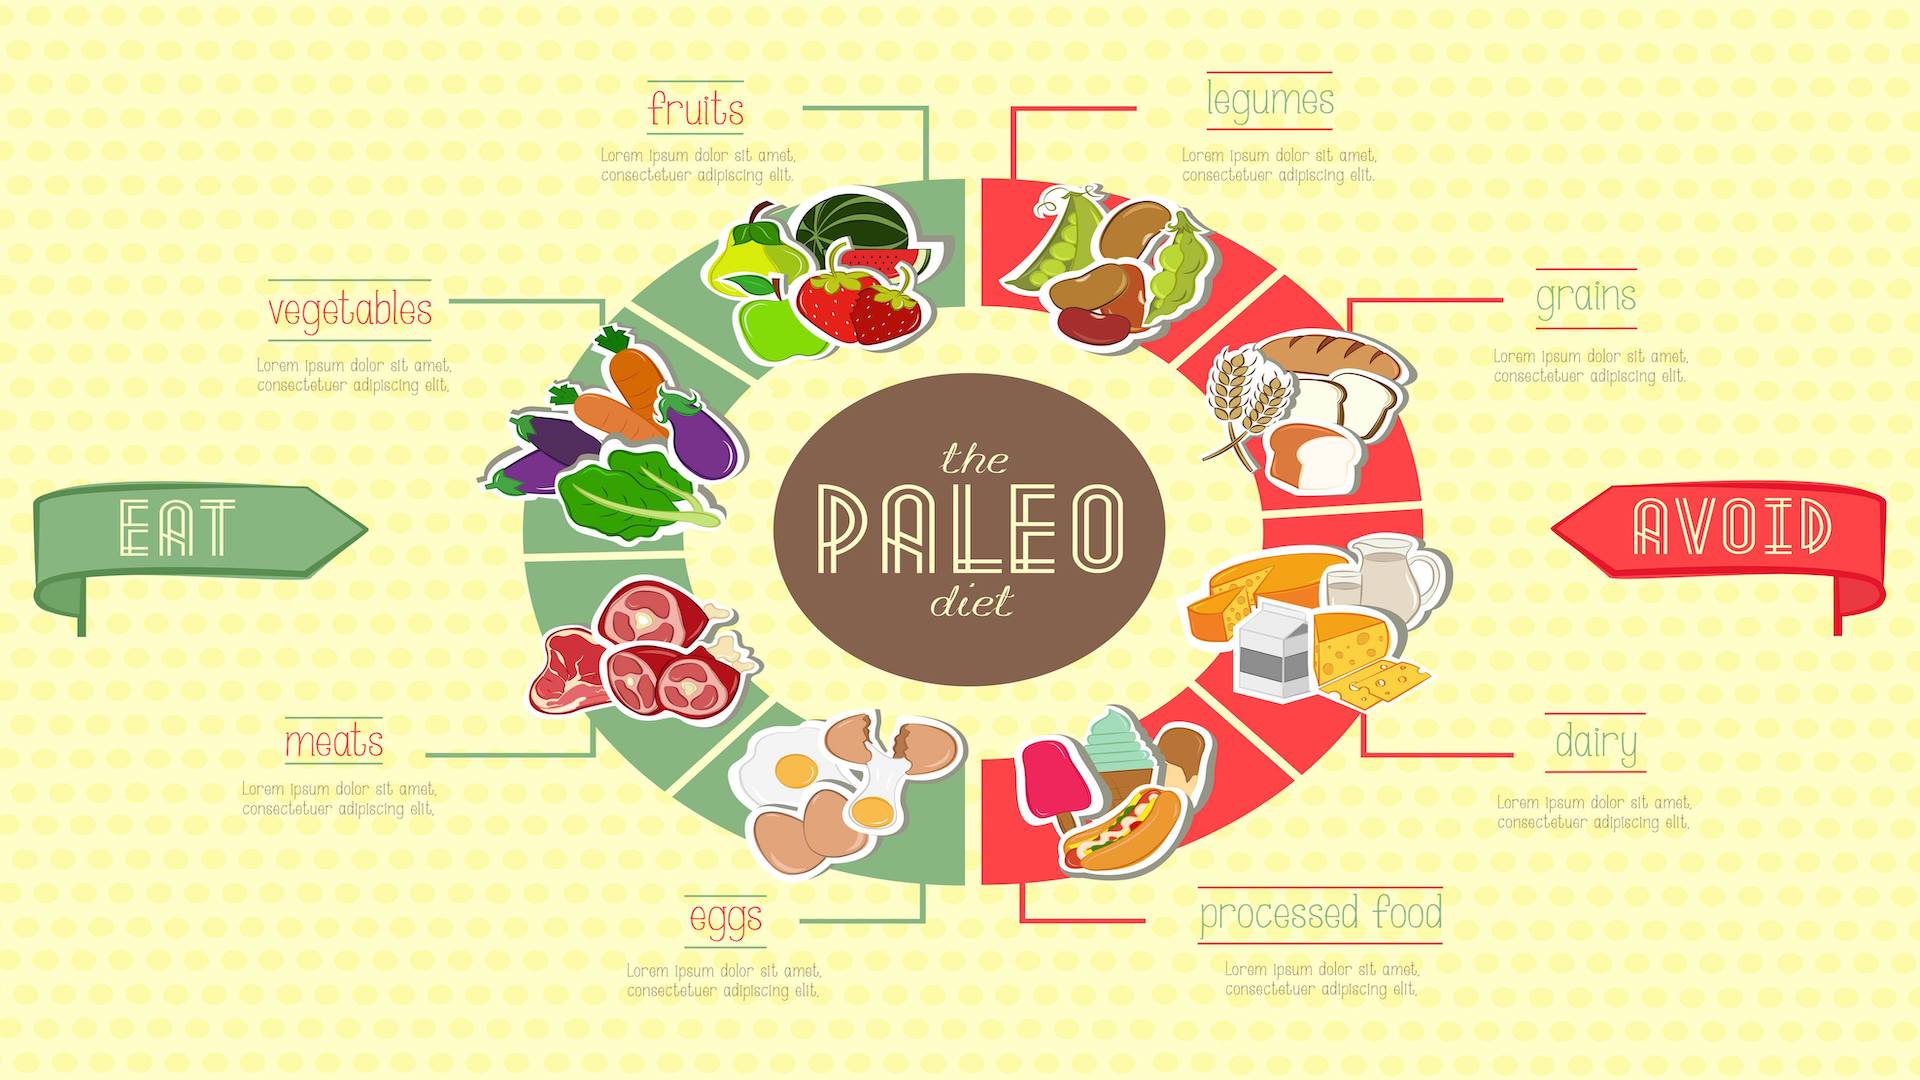 fruits
Lorem ipsum dolor sit amet,
consectetuer adipiscing elit.
legumes
Lorem ipsum dolor sit amet,
consectetuer adipiscing elit.
vegetables
Lorem ipsum dolor sit amet,
consectetuer adipiscing elit.
grains
Lorem ipsum dolor sit amet,
consectetuer adipiscing elit.
EAT
the
PALEO
diet
AVOID
meats
Lorem ipsum dolor sit amet,
consectetuer adipiscing elit.
dairy
Lorem ipsum dolor sit amet,
consectetuer adipiscing elit.
eggs
Lorem ipsum dolor sit amet,
consectetuer adipiscing elit.
processed food
Lorem ipsum dolor sit amet,
consectetuer adipiscing elit.